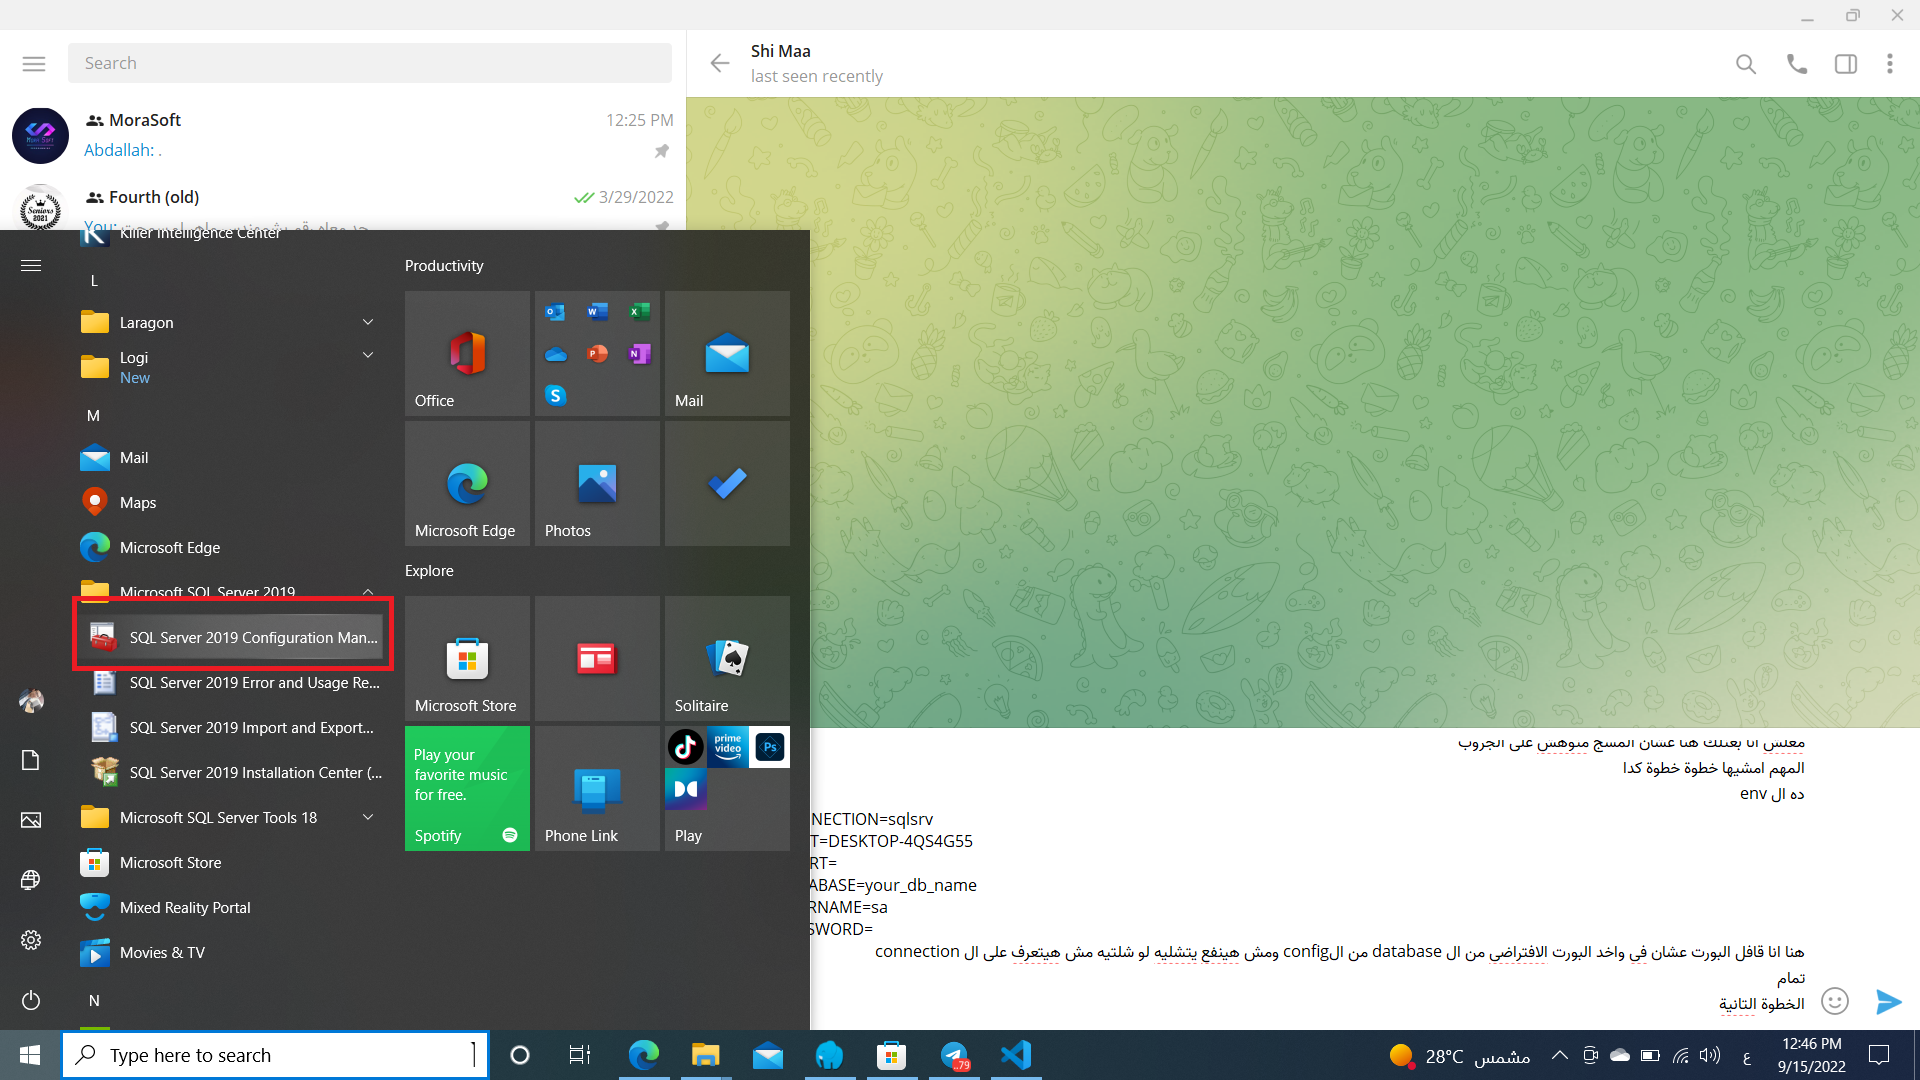 Search
MoraSoft
12:25 PM
Abdallah: .
Fourth (old)
3/29/2022
You:
Shi Maa
last seen recently
Killer Intelligence Center
L
Laragon
Logi
New
M
Mail
Maps
Microsoft Edge
Microsoft SQL Server 2019
SQL Server 2019 Configuration Man...
SQL Server 2019 Error and Usage Re...
SQL Server 2019 Import and Export...
SQL Server 2019 Installation Center (...
Microsoft SQL Server Tools 18
Microsoft Store
Mixed Reality Portal
Movies & TV
N
Productivity
Office
Mail
Microsoft Edge
Photos
Explore
Microsoft Store
Solitaire
Play your
favorite music
for free.
Spotify
Phone Link
prime
video
Ps
Play
معلش انا بعتلك هنا عشان المسج متوهش على الجروب
المهم امشيها خطوة خطوة كدا
ده ال env
NECTION=sqlsrv
T=DESKTOP-4QS4G55
RT=
ABASE=your_db_name
RNAME=sa
SWORD=
هنا انا قافل البورت عشان في واخد البورت الافتراضي من ال database من الconfig ومش هينفع يتشليه لو شلتيه مش هيتعرف على ال connection
تمام
الخطوة التانية
Type here to search
..79
28°C مشمس
ع
12:46 PM
9/15/2022